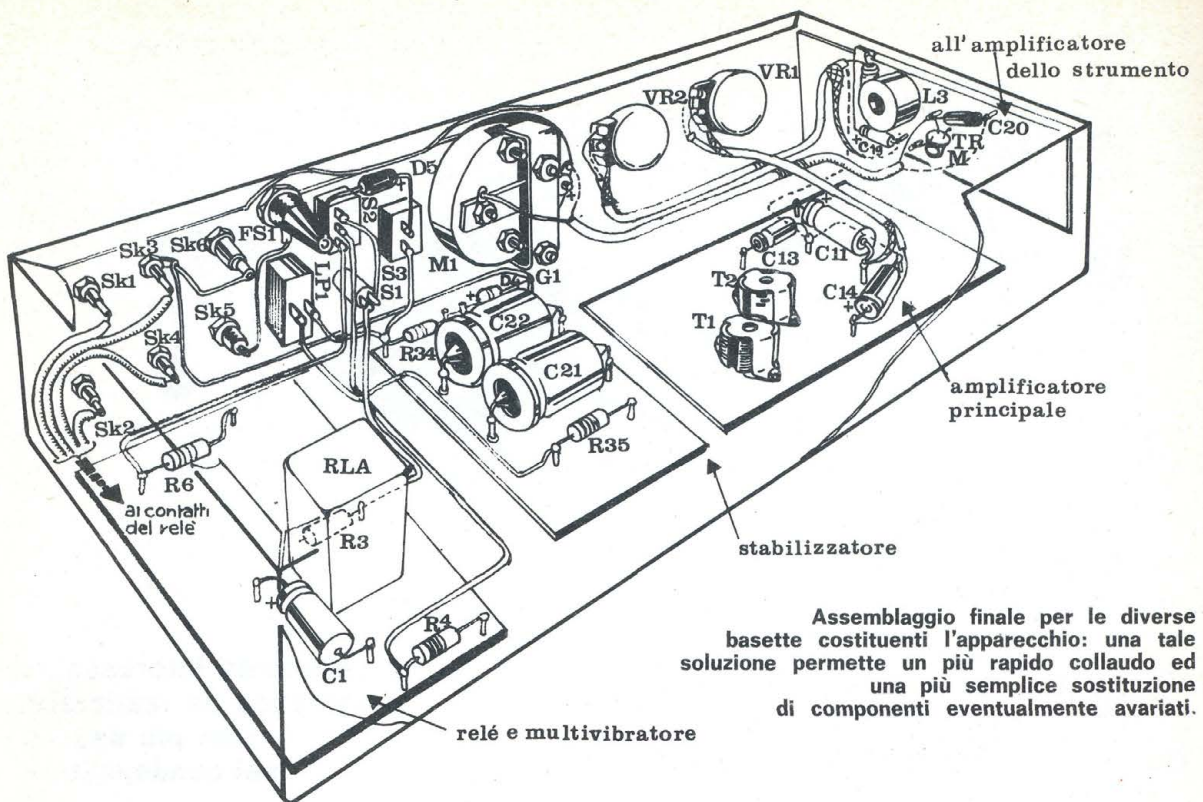 all'amplificatore
dello strumento
VR1
VR2
L3
C20
C19
TR
M
D5
S2
FS1
Sk6
Sk3
Sk1
LP1
S3
S1
M1
G1
C13
C11
T2
C14
T1
Sk5
Sk4
Sk2
R34
C22
C21
R35
amplificatore
principale
R6
RLA
R3
ai contatti
del relè
stabilizzatore
C1
R4
relé e multivibratore
Assemblaggio finale per le diverse
basette costituenti l'apparecchio: una tale
soluzione permette un più rapido collaudo ed
una più semplice sostituzione
di componenti eventualmente avariati.